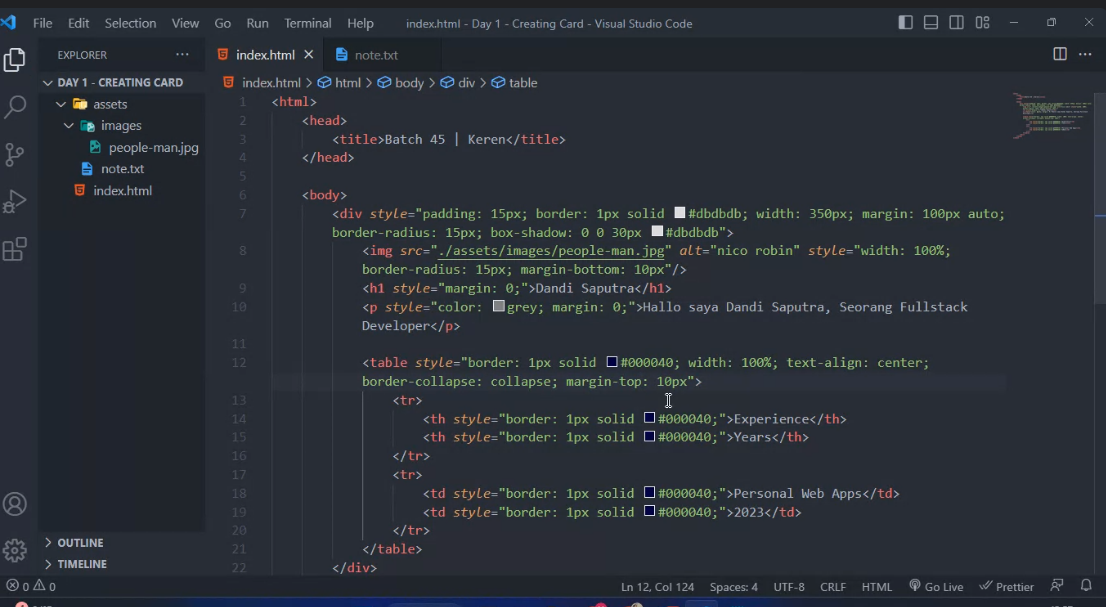 File Edit Selection View Go Run Terminal Help index.html - Day 1 - Creating Card - Visual Studio Code
EXPLORER ...
index.html note.txt
DAY 1 - CREATING CARD
assets
images
people-man.jpg
note.txt
index.html
OUTLINE
TIMELINE
index.html > html > body > div > table
1 <html>
2 <head>
3 <title>Batch 45 | Keren</title>
4 </head>
5
6 <body>
7 <div style="padding: 15px; border: 1px solid #dbdbdb; width: 350px; margin: 100px auto;
border-radius: 15px; box-shadow: 0 0 30px #dbdbdb">
8 <img src="./assets/images/people-man.jpg" alt="nico robin" style="width: 100%;
border-radius: 15px; margin-bottom: 10px"/>
9 <h1 style="margin: 0;">Dandi Saputra</h1>
10 <p style="color: grey; margin: 0;">Hallo saya Dandi Saputra, Seorang Fullstack
Developer</p>
11
12 <table style="border: 1px solid #000040; width: 100%; text-align: center;
border-collapse: collapse; margin-top: 10px">
13 <tr>
14 <th style="border: 1px solid #000040;">Experience</th>
15 <th style="border: 1px solid #000040;">Years</th>
16 </tr>
17 <tr>
18 <td style="border: 1px solid #000040;">Personal Web Apps</td>
19 <td style="border: 1px solid #000040;">2023</td>
20 </tr>
21 </table>
22 </div>
0 0 Ln 12, Col 124 Spaces: 4 UTF-8 CRLF HTML Go Live Prettier